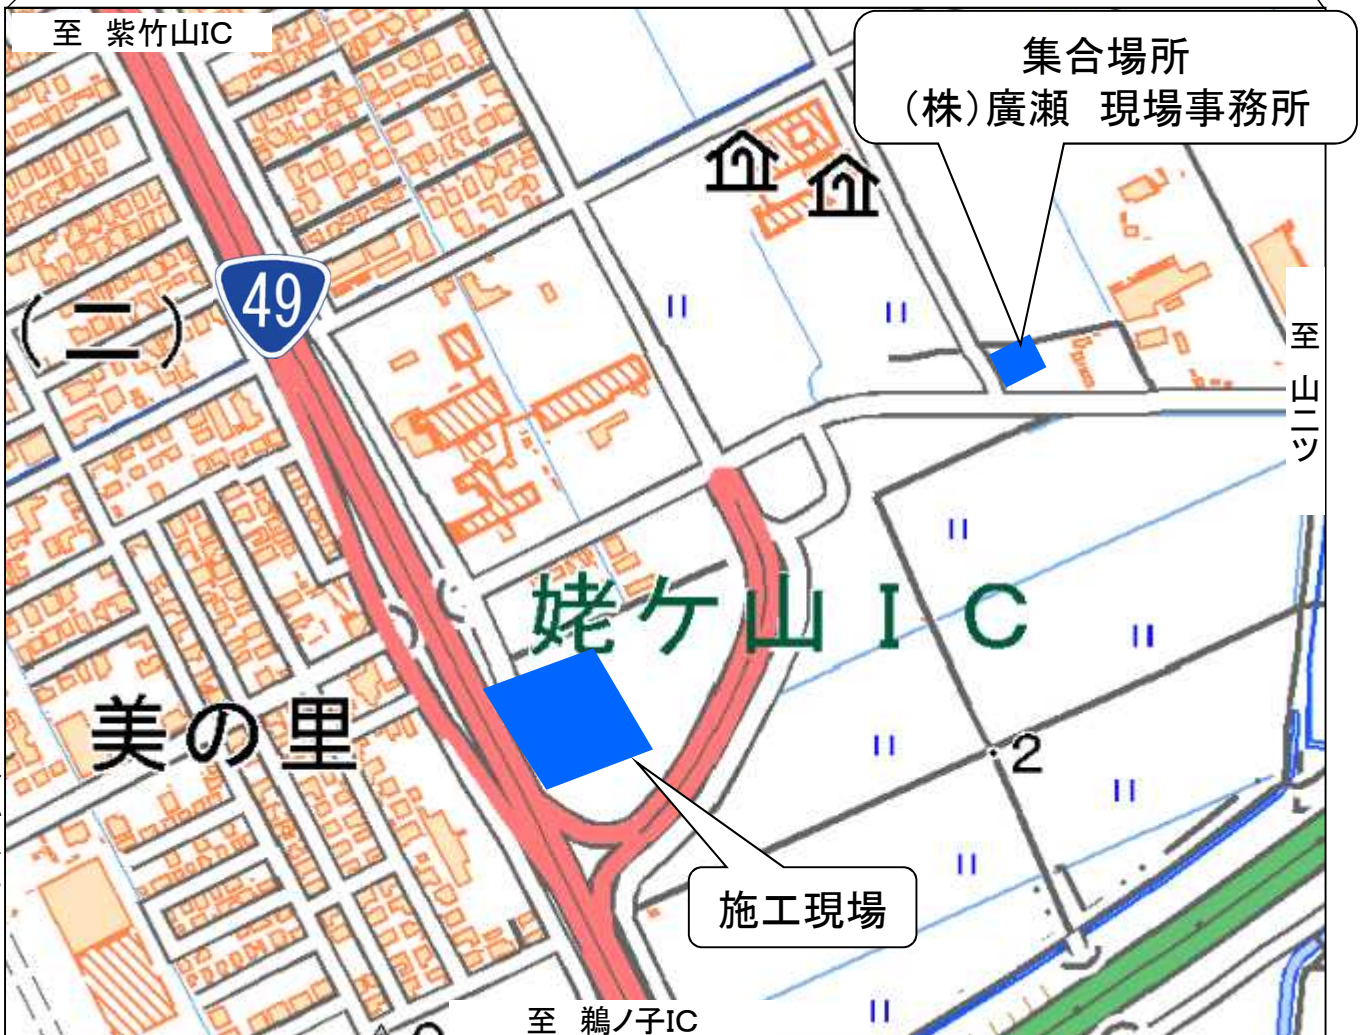 至 紫竹山IC
集合場所
(株)廣瀬 現場事務所
49
(二)
至 山二ツ
姥ケ山IC
美の里
2
施工現場
至 鵜ノ子IC